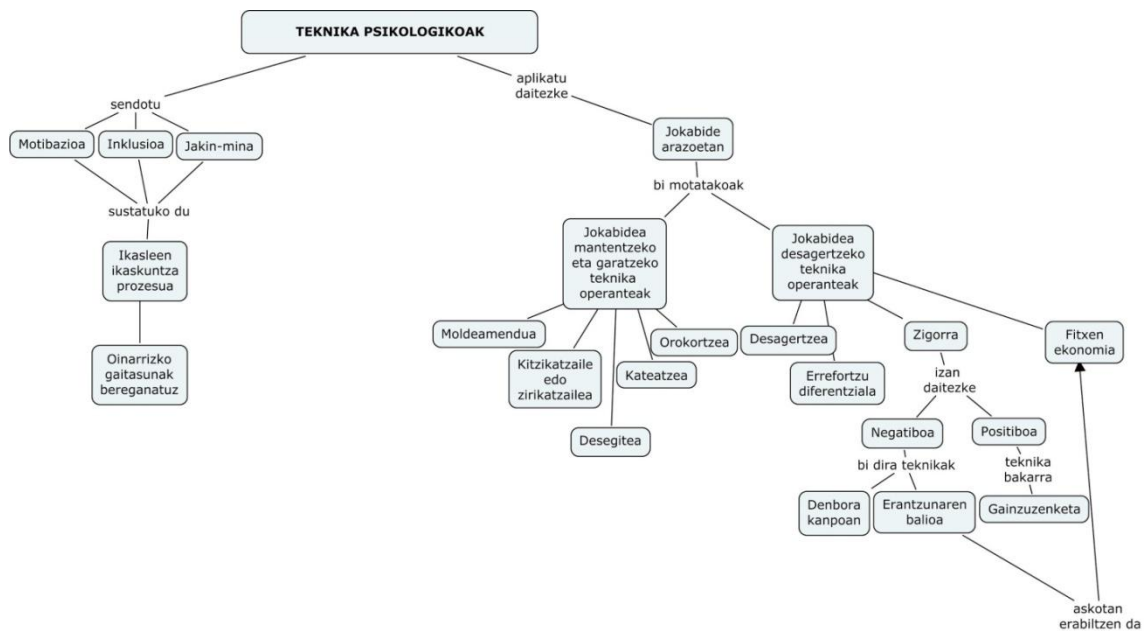 TEKNIKA PSIKOLOGIKOAK
aplikatu
daitezke
sendotu
Motibazioa
Inklusioa
Jakin-mina
Jokabide
arazoetan
bi motatakoak
sustatuko du
Ikasleen
ikaskuntza
prozesua
Oinarrizko
gaitasunak
bereganatuz
Jokabidea
mantentzeko
eta garatzeko
teknika
operanteak
Jokabidea
desagertzeko
teknika
operanteak
Moldeamendua
Kitzikatzaile
edo
zirikatzailea
Desegitea
Kateatzea
Orokortzea
Desagertzea
Errefortzu
diferentziala
Zigorra
Fitxen
ekonomia
izan
daitezke
Negatiboa
Positiboa
bi dira teknikak
teknika
bakarra
Denbora
kanpoan
Erantzunaren
balioa
Gainzuzenketa
askotan
erabiltzen da